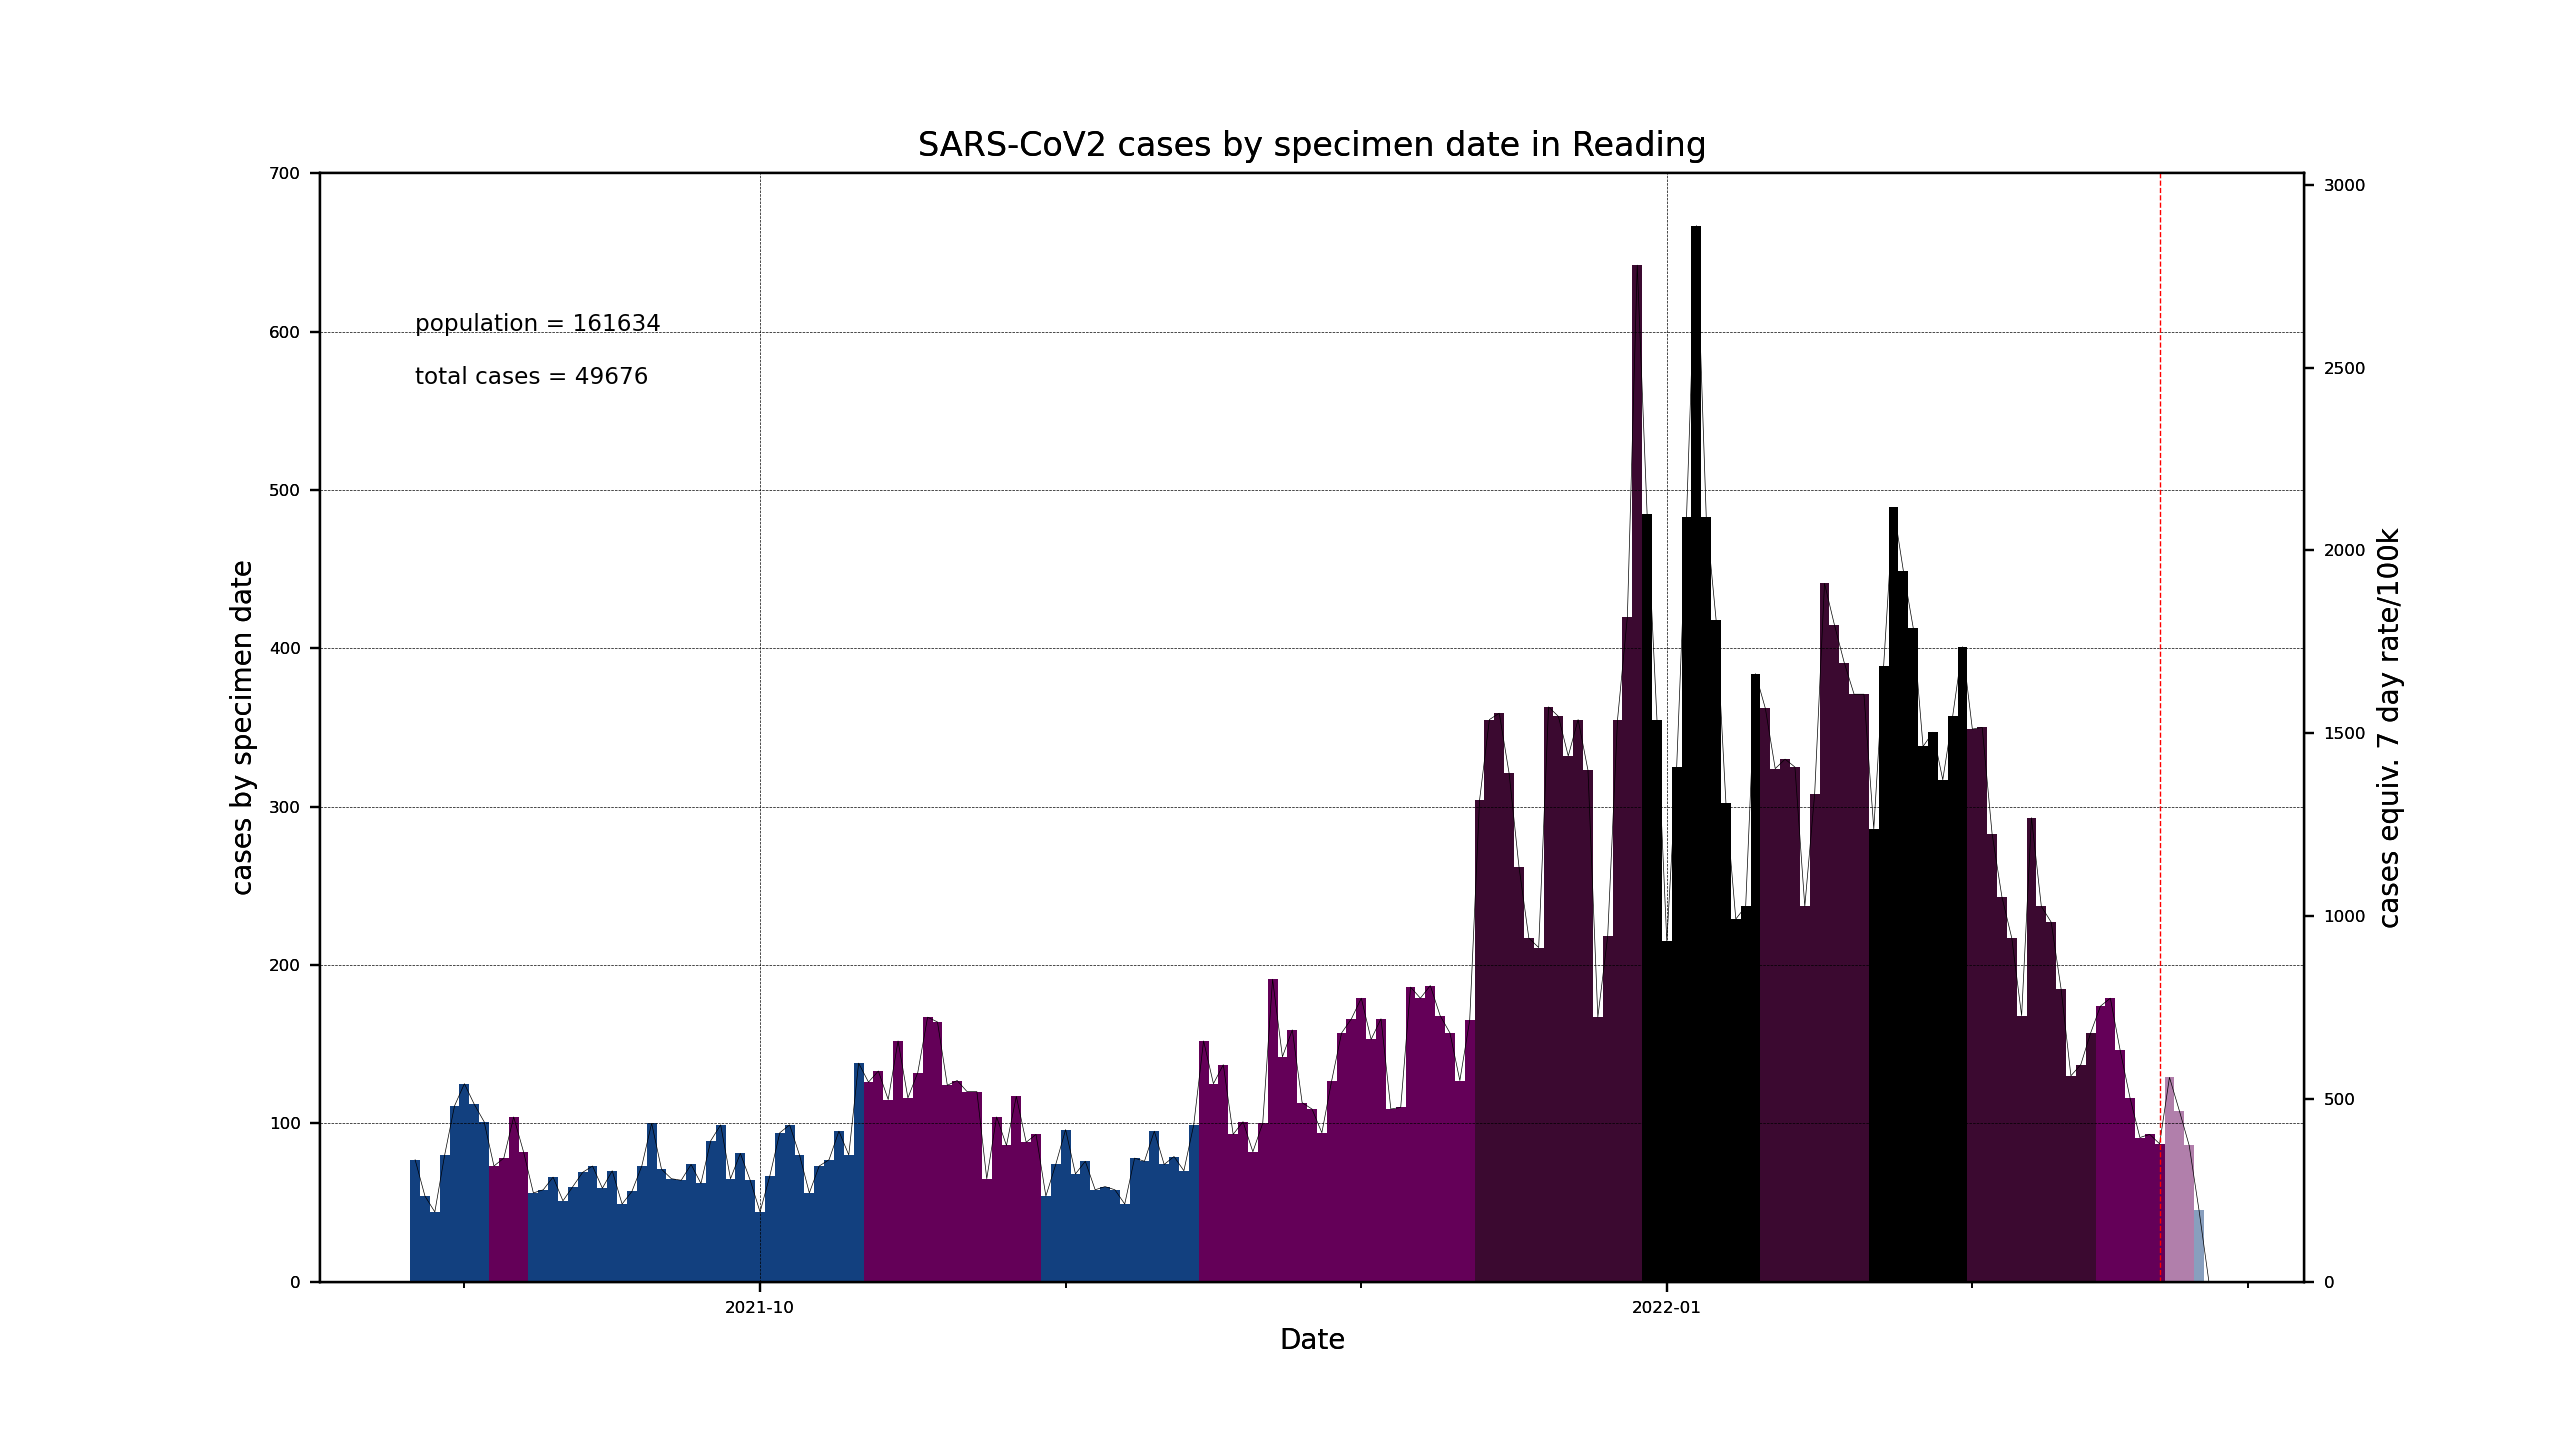 SARS-CoV2 cases by specimen date in Reading
700
600
500
400
300
200
100
0
cases by specimen date
population = 161634
total cases = 49676
3000
2500
2000
1500
1000
500
0
cases equiv. 7 day rate/100k
2021-10
2022-01
Date